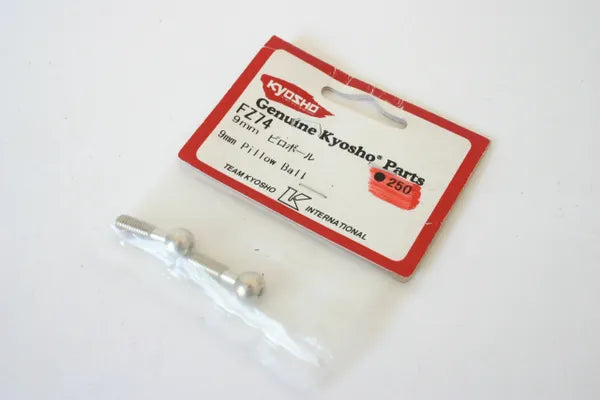 KYOSHO
Genuine Kyosho® Parts
FZ74
9mm ピロボール
9mm Pillow Ball
●250
TEAM KYOSHO K INTERNATIONAL